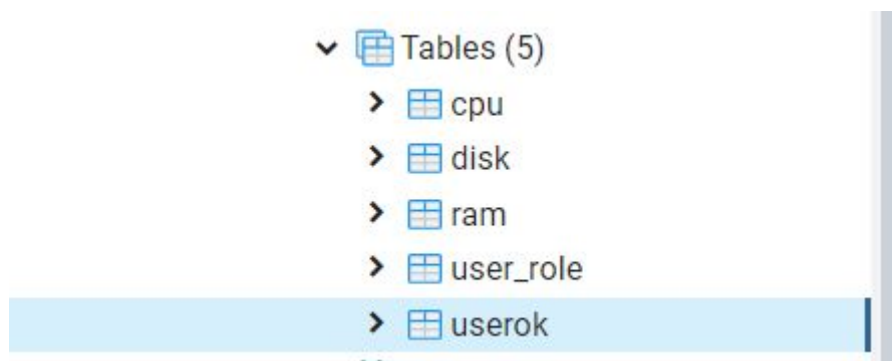 Tables (5)
cpu
disk
ram
user_role
userok